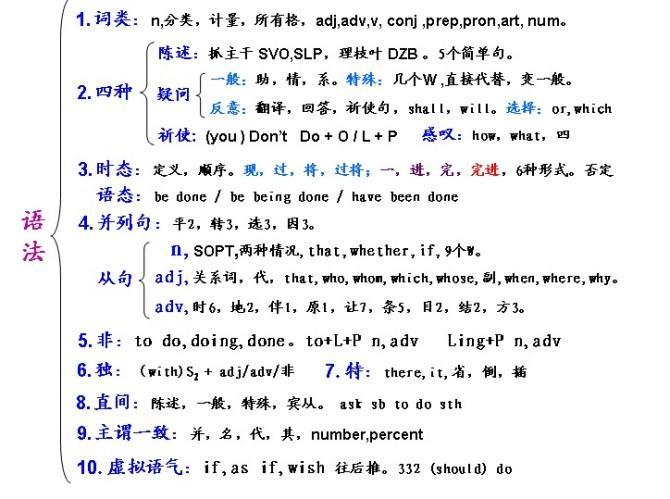 语法
1.词类：n,分类，计量，所有格，adj,adv,v, conj ,prep,pron,art, num。
2.四种
陈述：抓主干 SVO,SLP，理枝叶 DZB 。5个简单句。
疑问
一般：助，情，系。特殊：几个W ,直接代替，变一般。
反意：翻译，回答，祈使句，shall，will。选择：or,which
祈使：(you ) Don't Do + O / L + P 感叹：how，what，四
3.时态：定义，顺序。现，过，将，过将；一，进，完，完进，6种形式。否定
语态：be done / be being done / have been done
4.并列句：平2，转3，选3，因3。
从句
n, SOPT,两种情况,that,whether,if,9个W。
adj,关系词，代，that,who,whom,which,whose,副,when,where,why。
adv,时6，地2，伴1，原1，让7，条5，目2，结2，方3。
5.非：to do,doing,done。to+L+P n,adv Ling+P n,adv
6.独：(with)S₂ + adj/adv/非 7.特：there,it,省，倒，插
8.直间：陈述，一般，特殊，宾从。 ask sb to do sth
9.主谓一致：并，名，代，其，number,percent
10.虚拟语气：if,as if,wish 往后推。332 (should) do